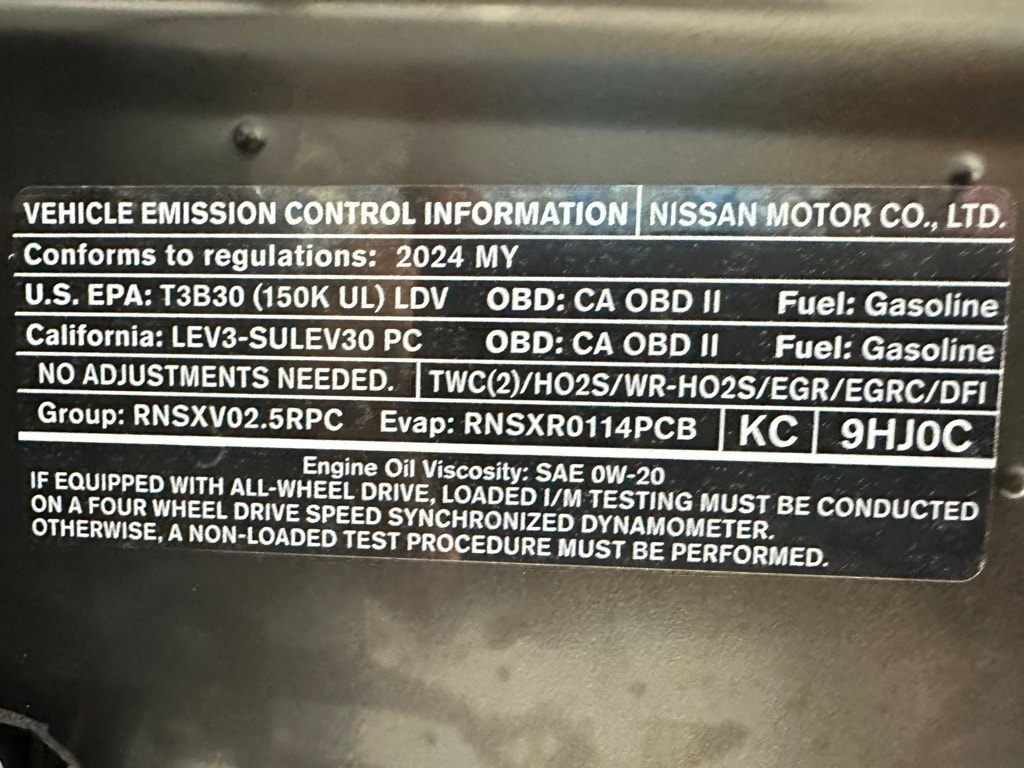 VEHICLE EMISSION CONTROL INFORMATION NISSAN MOTOR CO., LTD.
Conforms to regulations: 2024 MY
U.S. EPA: T3B30 (150K UL) LDV OBD: CA OBD II Fuel: Gasoline
California: LEV3-SULEV30 PC OBD: CA OBD II Fuel: Gasoline
NO ADJUSTMENTS NEEDED. TWC(2)/HO2S/WR-HO2S/EGR/EGRC/DFI
Group: RNSXV02.5RPC Evap: RNSXR0114PCB KC 9HJ0C
Engine Oil Viscosity: SAE 0W-20
IF EQUIPPED WITH ALL-WHEEL DRIVE, LOADED I/M TESTING MUST BE CONDUCTED
ON A FOUR WHEEL DRIVE SPEED SYNCHRONIZED DYNAMOMETER.
OTHERWISE, A NON-LOADED TEST PROCEDURE MUST BE PERFORMED.